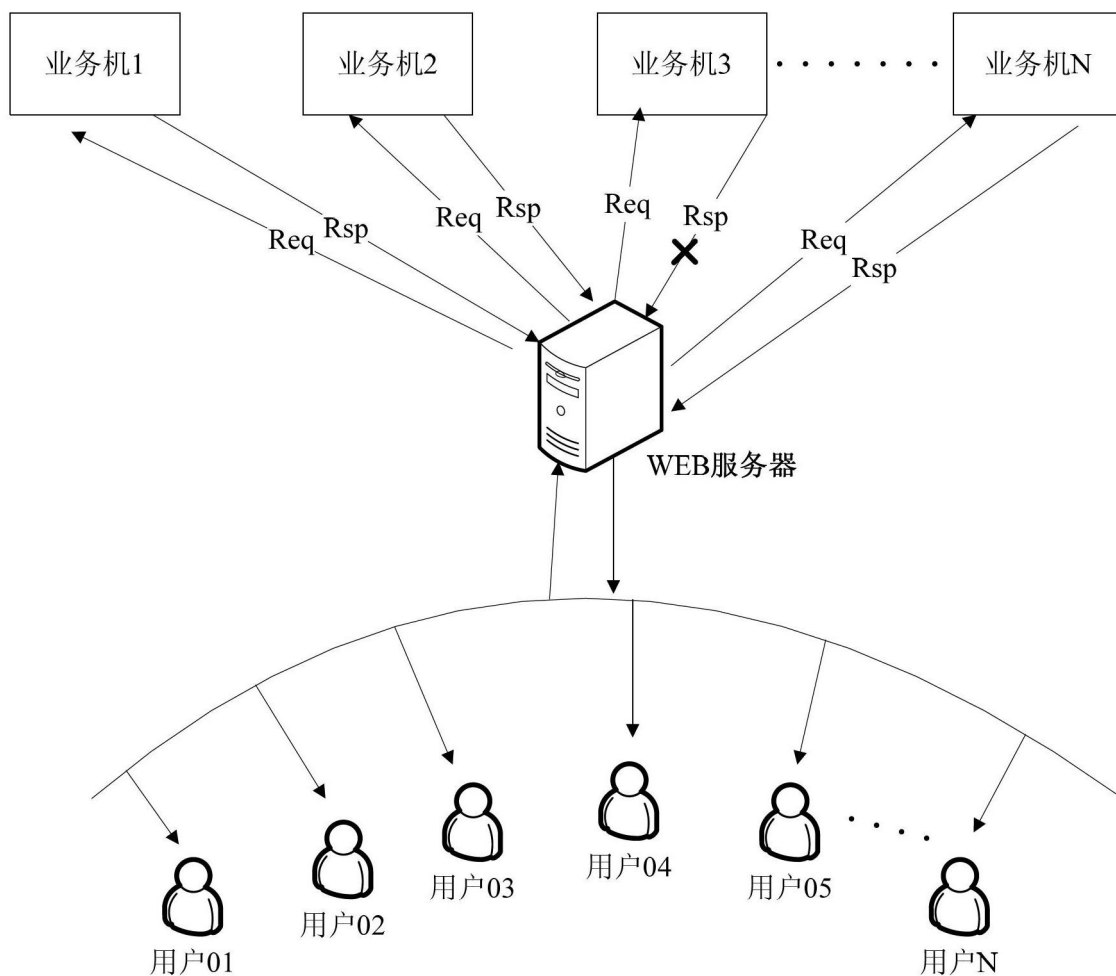 业务机1
业务机2
业务机3
业务机N
Req
Rsp
Req
Rsp
Req
Rsp
Req
Rsp
WEB服务器
用户01
用户02
用户03
用户04
用户05
用户N